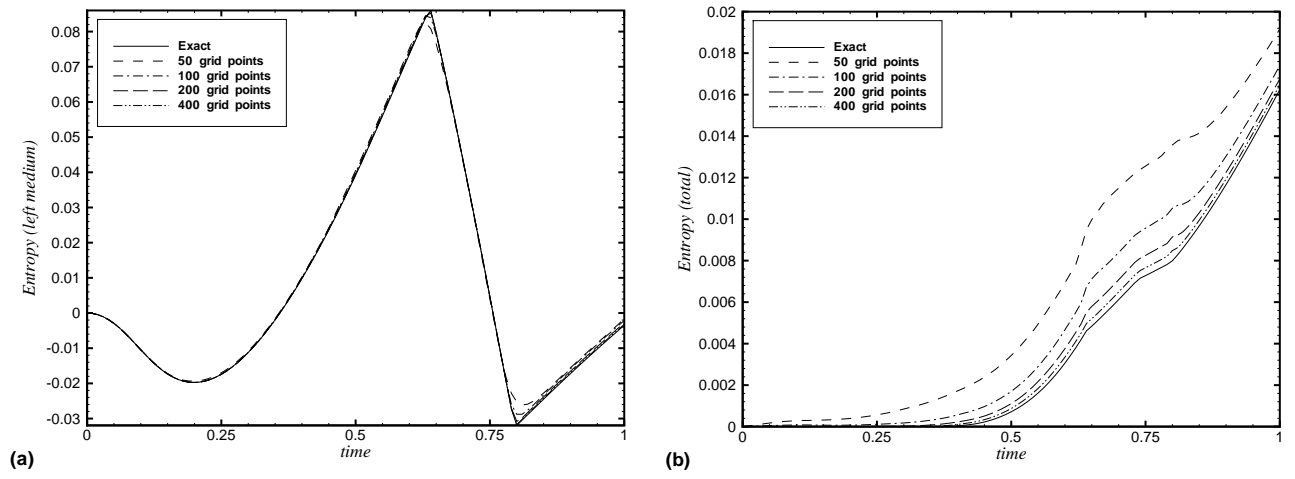 Entropy (left medium)
0.08
0.07
0.06
0.05
0.04
0.03
0.02
0.01
0
-0.01
-0.02
-0.03
Exact
50 grid points
100 grid points
200 grid points
400 grid points
0 0.25 0.5 0.75 1
time
(a)
Entropy (total)
0.02
0.018
0.016
0.014
0.012
0.01
0.008
0.006
0.004
0.002
0
Exact
50 grid points
100 grid points
200 grid points
400 grid points
0 0.25 0.5 0.75 1
time
(b)